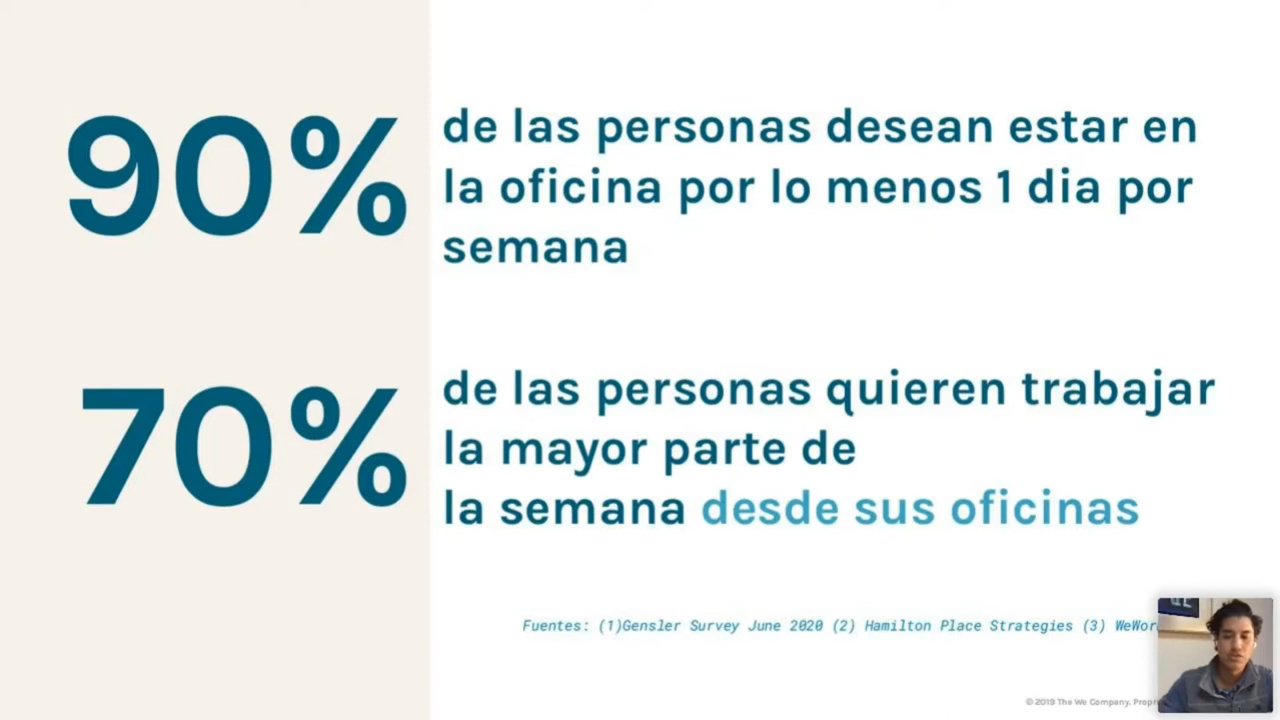 90%
de las personas desean estar en
la oficina por lo menos 1 dia por
semana
70%
de las personas quieren trabajar
la mayor parte de
la semana desde sus oficinas
Fuentes: (1)Gensler Survey June 2020 (2) Hamilton Place Strategies (3)
© 2019 The We Company.